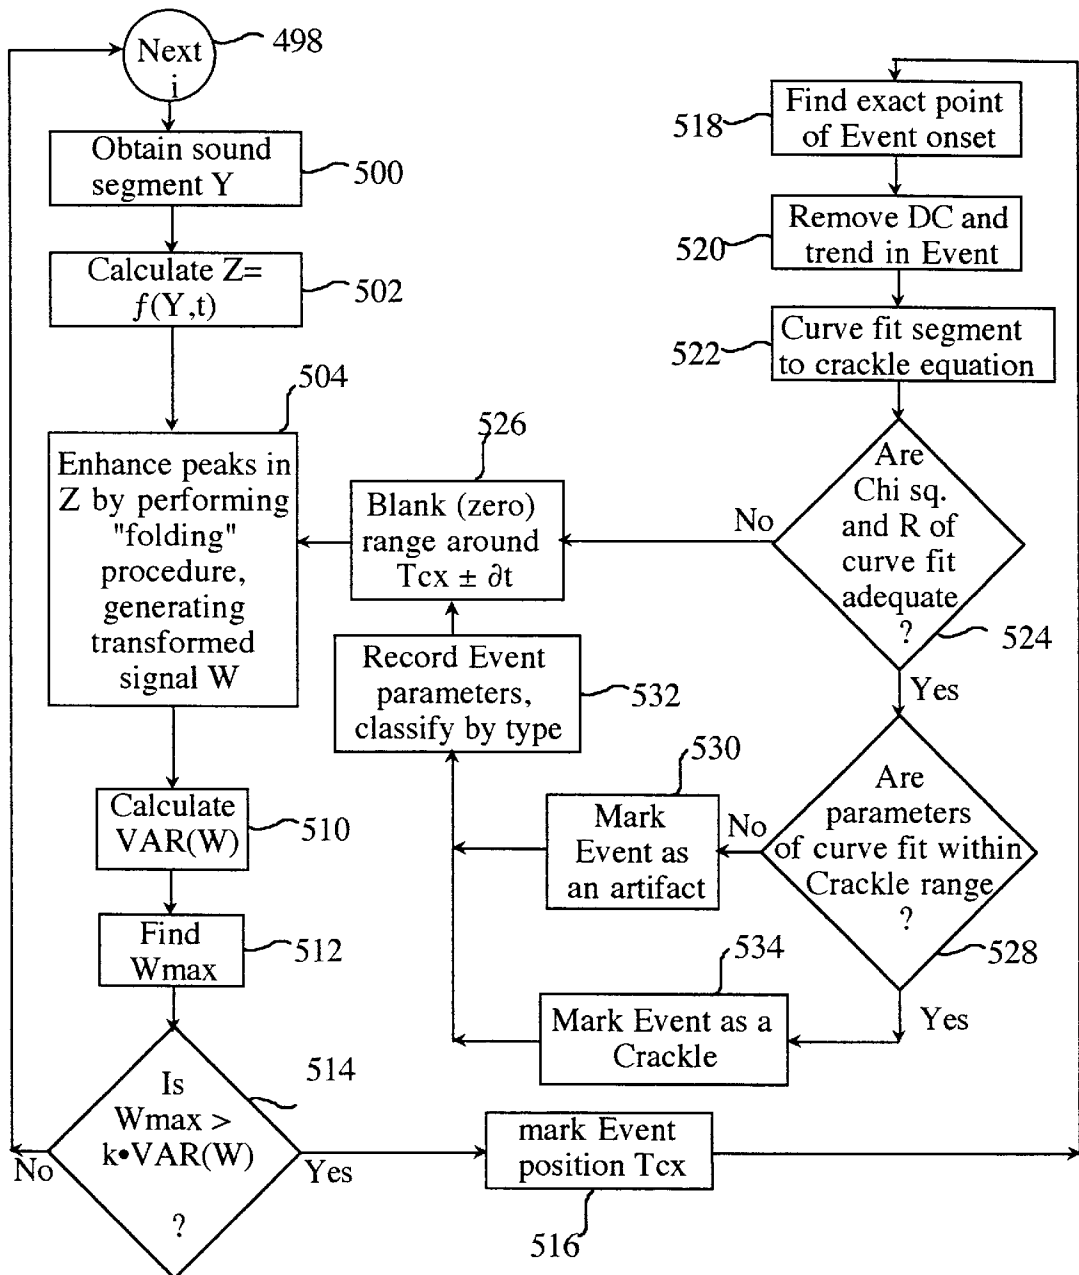 Next
i
498
Obtain sound
segment Y
500
Calculate Z=
f(Y,t)
502
504
Enhance peaks in
Z by performing
"folding"
procedure,
generating
transformed
signal W
Calculate
VAR(W)
510
Find
Wmax
512
514
Is
Wmax >
k•VAR(W)
?
No
Yes
mark Event
position Tcx
516
518
Find exact point
of Event onset
520
Remove DC and
trend in Event
522
Curve fit segment
to crackle equation
Are
Chi sq.
and R of
curve fit
adequate
?
524
No
Yes
526
Blank (zero)
range around
Tcx ± ∂t
Record Event
parameters,
classify by type
532
Are
parameters
of curve fit within
Crackle range
?
528
No
Yes
530
Mark
Event as
an artifact
534
Mark Event as a
Crackle